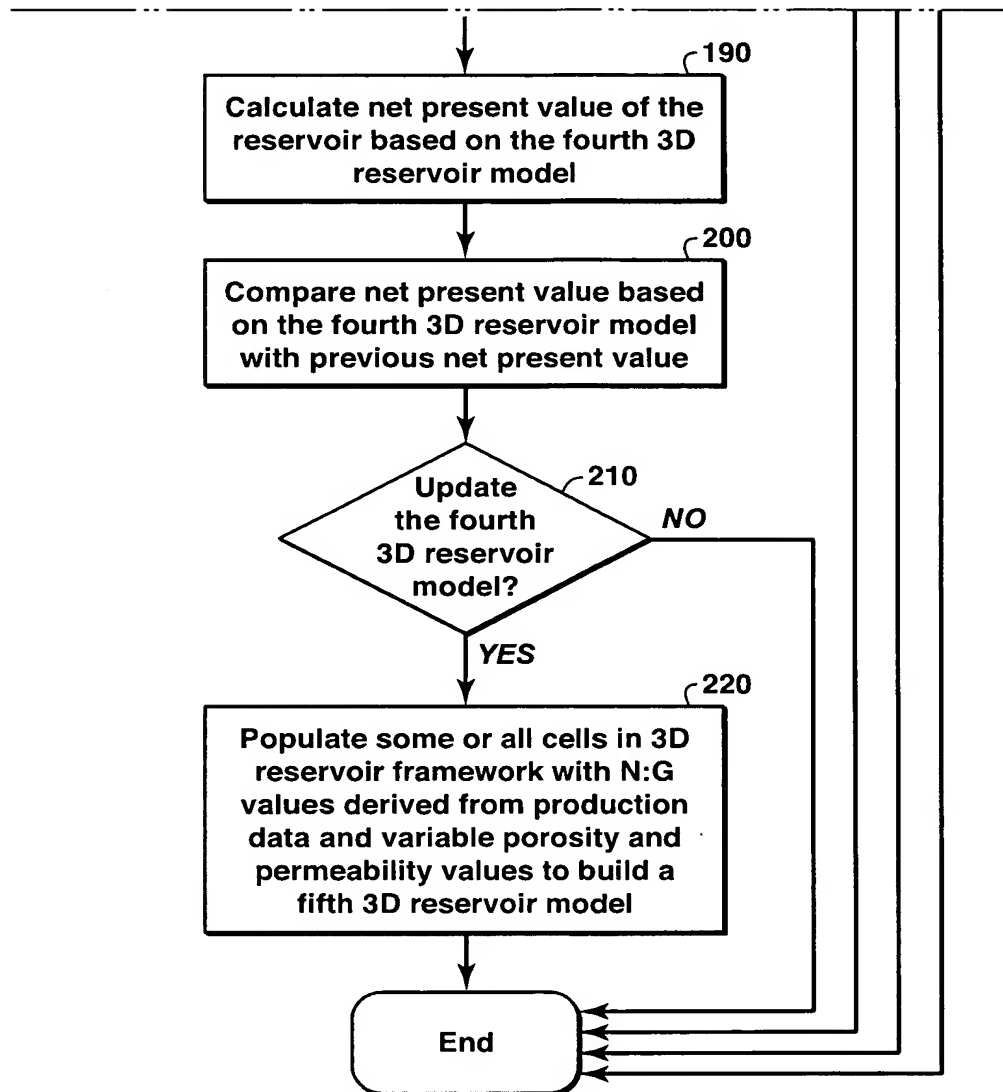 190
Calculate net present value of the
reservoir based on the fourth 3D
reservoir model
200
Compare net present value based
on the fourth 3D reservoir model
with previous net present value
210
Update
the fourth
3D reservoir
model?
NO
YES
220
Populate some or all cells in 3D
reservoir framework with N:G
values derived from production
data and variable porosity and
permeability values to build a
fifth 3D reservoir model
End